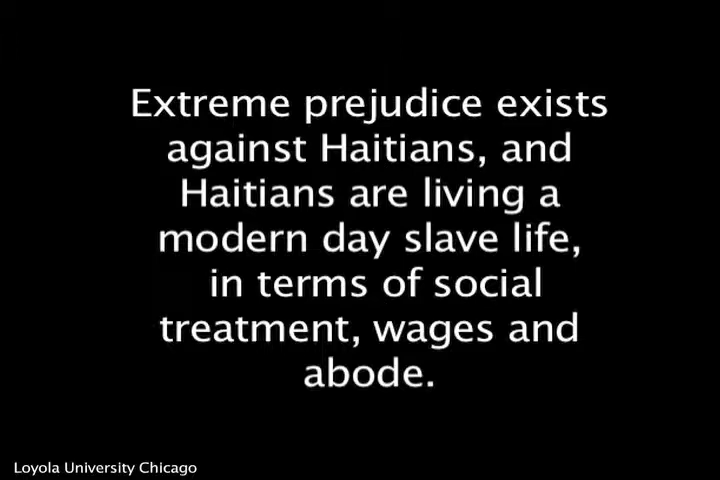 Extreme prejudice exists
against Haitians, and
Haitians are living a
modern day slave life,
in terms of social
treatment, wages and
abode.
Loyola University Chicago